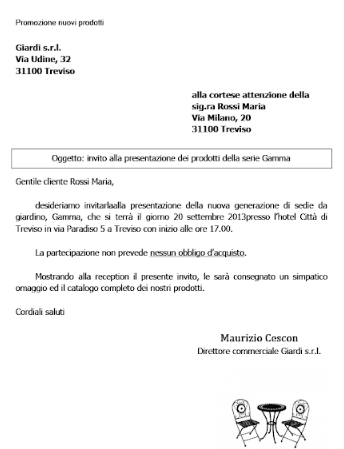 Promozione nuovi prodotti
Giardi s.r.l.
Via Udine, 32
31100 Treviso
alla cortese attenzione della
sig.ra Rossi Maria
Via Milano, 20
31100 Treviso
Oggetto: invito alla presentazione dei prodotti della serie Gamma
Gentile cliente Rossi Maria,
desideriamo invitarlaalla presentazione della nuova generazione di sedie da
giardino, Gamma, che si terrà il giorno 20 settembre 2013presso l'hotel Città di
Treviso in via Paradiso 5 a Treviso con inizio alle ore 17.00.
La partecipazione non prevede nessun obbligo d'acquisto.
Mostrando alla reception il presente invito, le sarà consegnato un simpatico
omaggio ed il catalogo completo dei nostri prodotti.
Cordiali saluti
Maurizio Cescon
Direttore commerciale Giardi s.r.l.